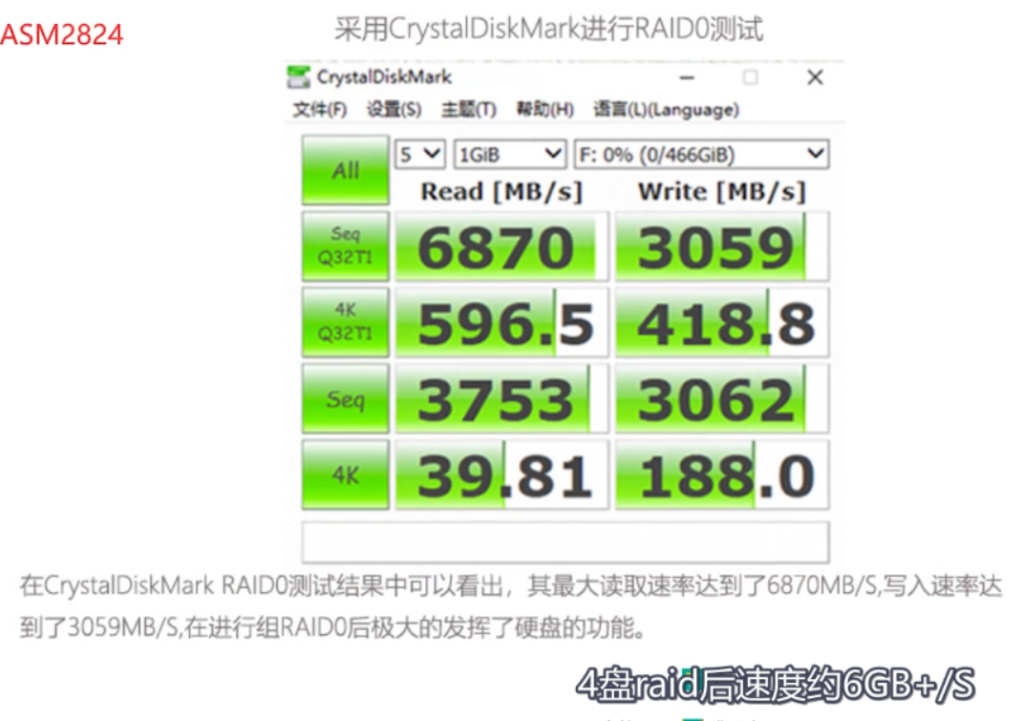 ASM2824
采用CrystalDiskMark进行RAID0测试
CrystalDiskMark
文件(F) 设置(S) 主题(T) 帮助(H) 语言(L)(Language)
All 5 1GiB F: 0% (0/466GiB)
Read [MB/s] Write [MB/s]
Seq Q32T1 6870 3059
4K Q32T1 596.5 418.8
Seq 3753 3062
4K 39.81 188.0
在CrystalDiskMark RAID0测试结果中可以看出，其最大读取速率达到了6870MB/S,写入速率达
到了3059MB/S,在进行组RAID0后极大的发挥了硬盘的功能。
4盘raid后速度约6GB+/S